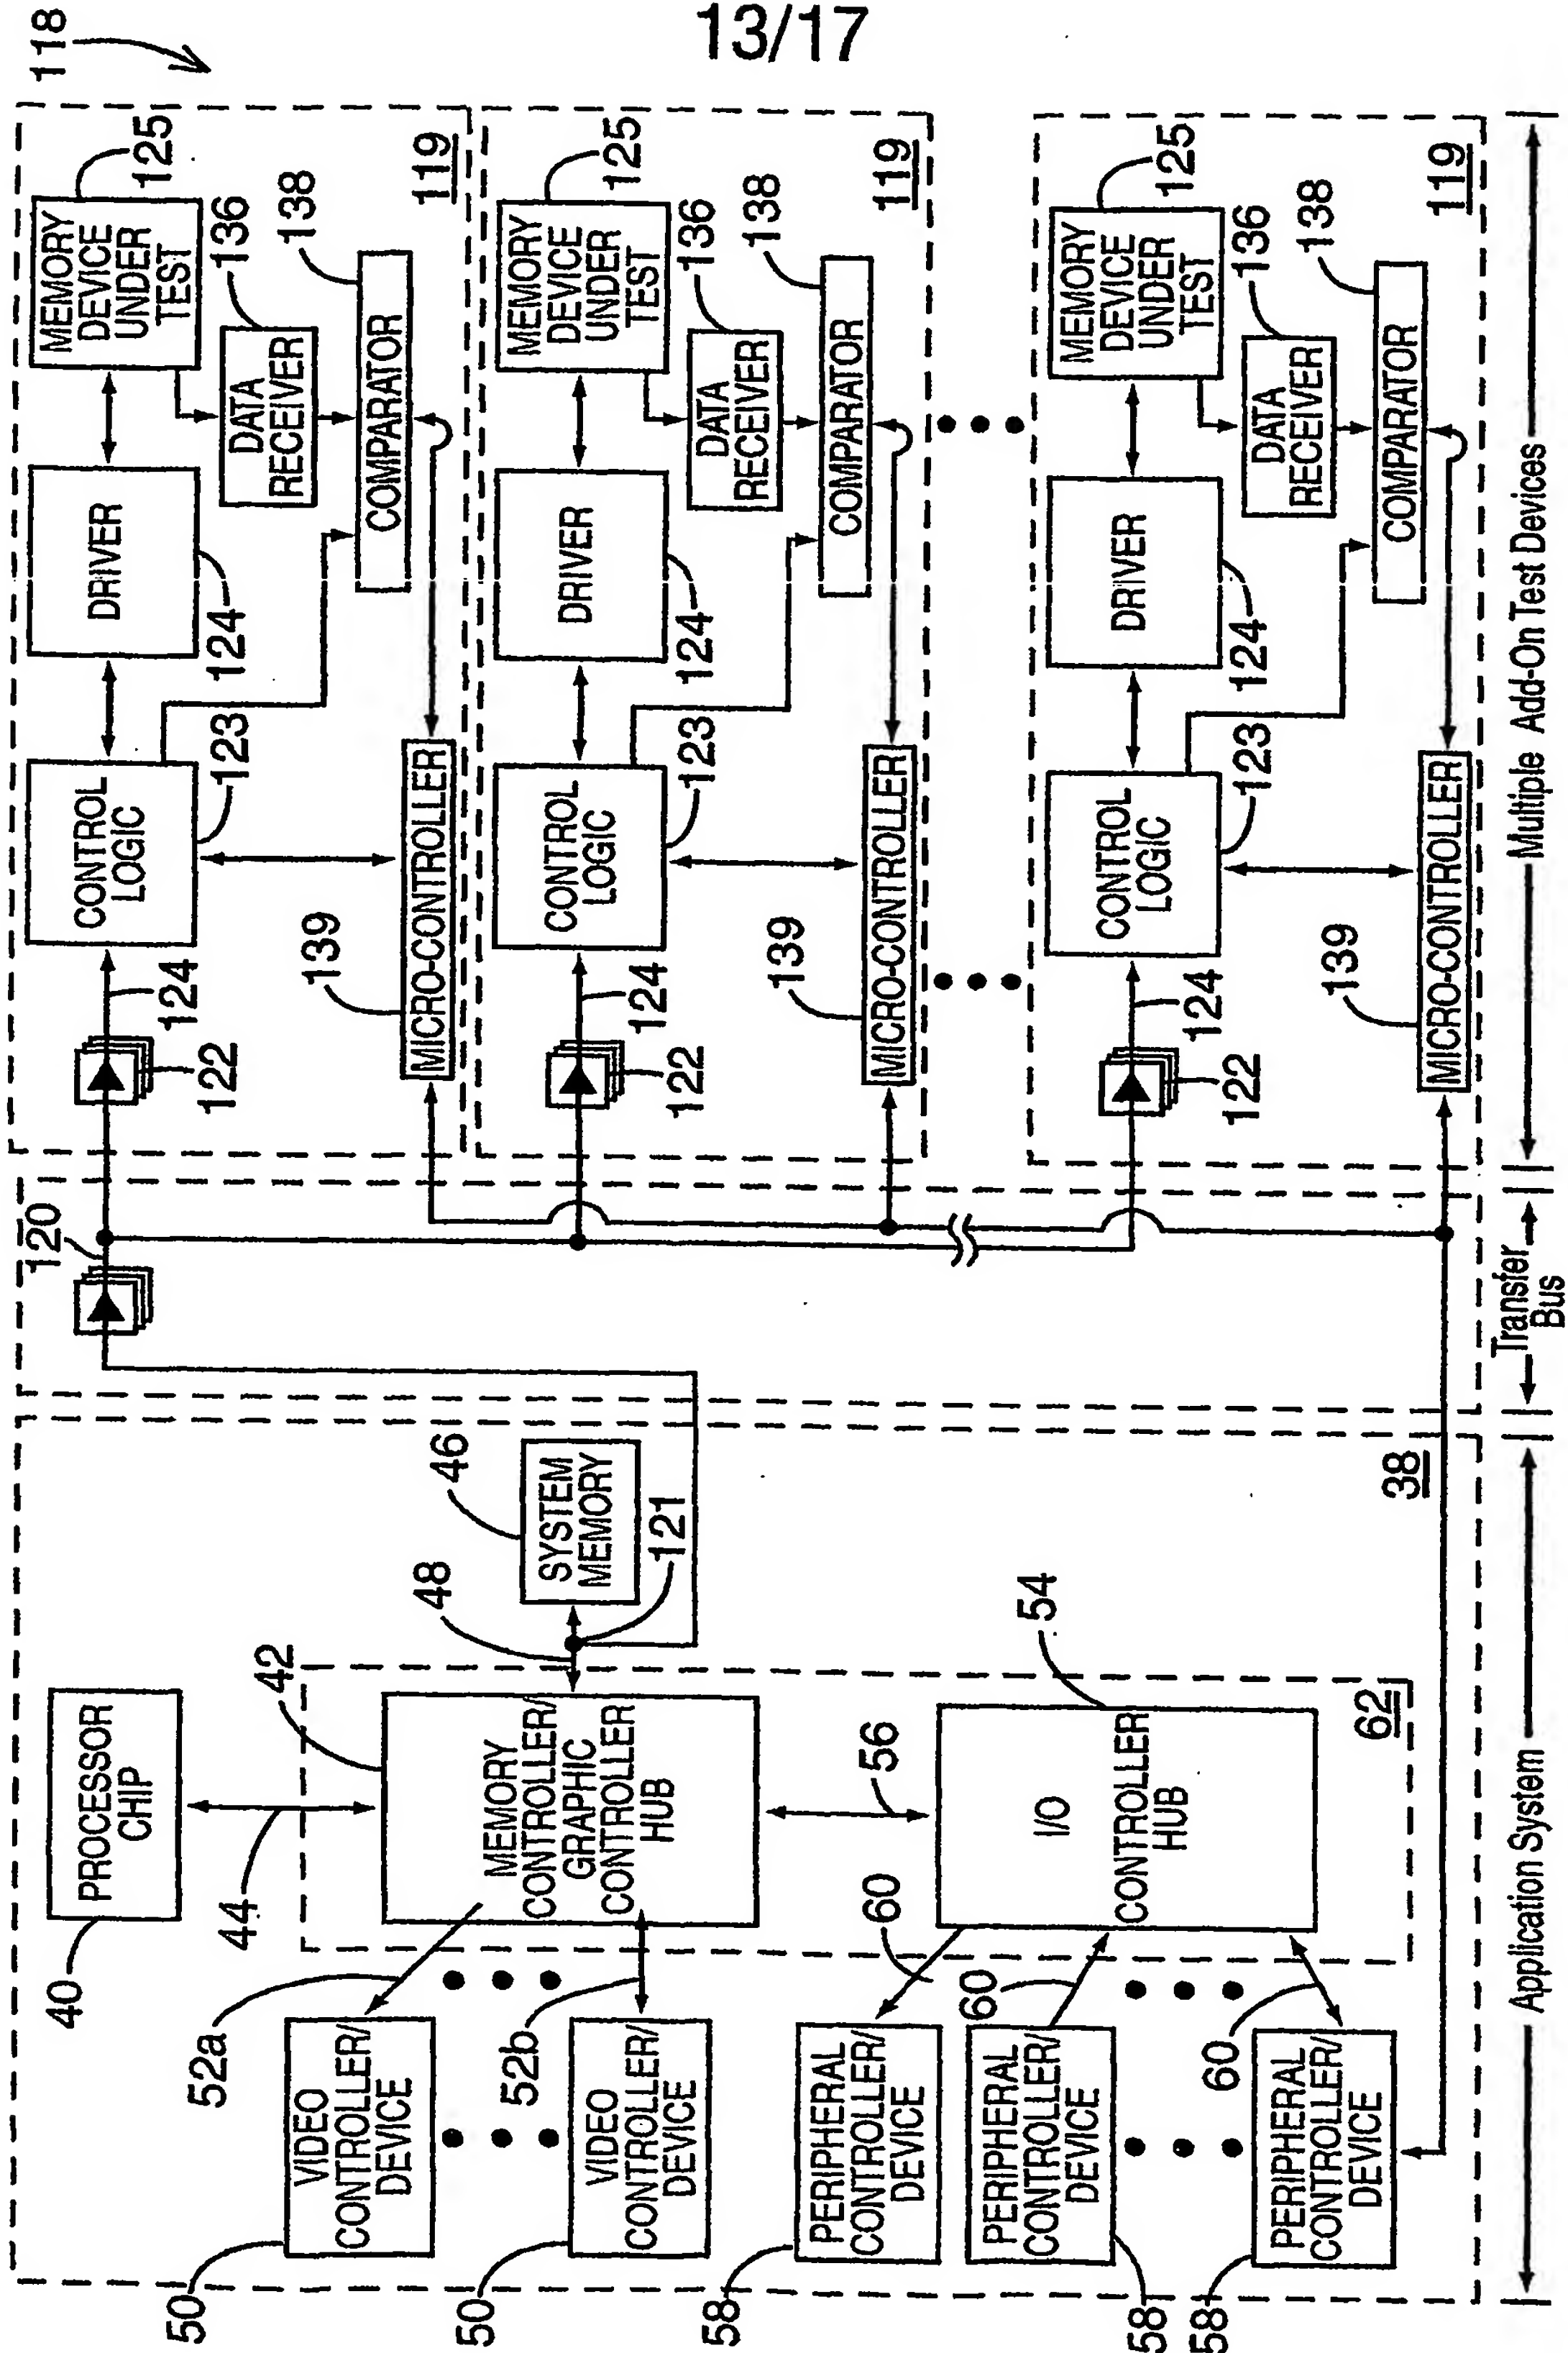 13/17
118
MEMORY
DEVICE
UNDER
TEST
125
136
DATA
RECEIVER
138
COMPARATOR
119
DRIVER
124
CONTROL
LOGIC
123
124
122
139
MICRO-CONTROLLER
MEMORY
DEVICE
UNDER
TEST
125
136
DATA
RECEIVER
138
COMPARATOR
119
DRIVER
124
CONTROL
LOGIC
123
124
122
139
MICRO-CONTROLLER
MEMORY
DEVICE
UNDER
TEST
125
136
DATA
RECEIVER
138
COMPARATOR
119
DRIVER
124
CONTROL
LOGIC
123
124
122
139
MICRO-CONTROLLER
Multiple Add-On Test Devices
120
Transfer
Bus
PROCESSOR
CHIP
40
44
42
MEMORY
CONTROLLER/
GRAPHIC
CONTROLLER
HUB
48
SYSTEM
MEMORY
46
121
56
I/O
CONTROLLER
HUB
54
62
38
52a
52b
VIDEO
CONTROLLER/
DEVICE
50
VIDEO
CONTROLLER/
DEVICE
50
60
PERIPHERAL
CONTROLLER/
DEVICE
58
60
PERIPHERAL
CONTROLLER/
DEVICE
58
60
PERIPHERAL
CONTROLLER/
DEVICE
58
Application System